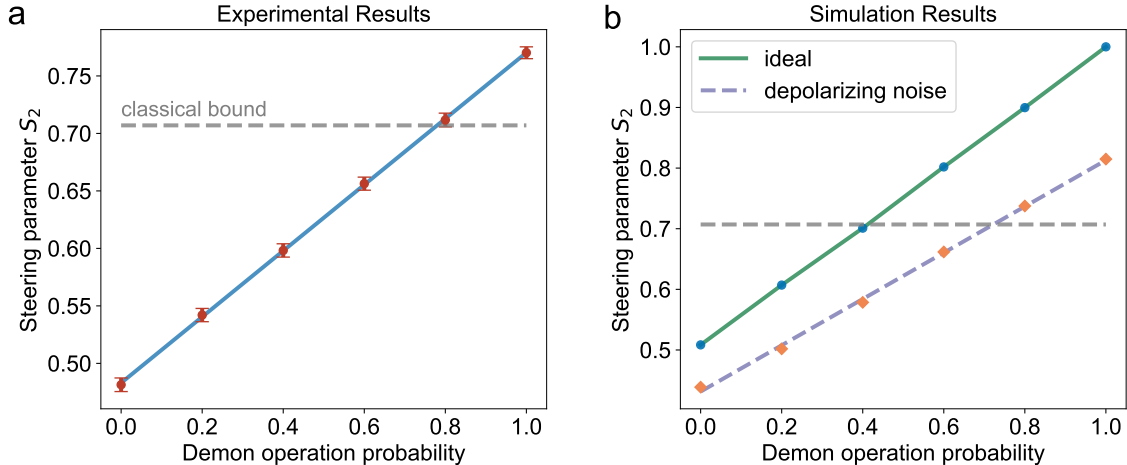 a
Experimental Results
Steering parameter S₂
0.75
0.70
0.65
0.60
0.55
0.50
classical bound
0.0 0.2 0.4 0.6 0.8 1.0
Demon operation probability
b
Simulation Results
Steering parameter S₂
1.0
0.9
0.8
0.7
0.6
0.5
ideal
depolarizing noise
0.0 0.2 0.4 0.6 0.8 1.0
Demon operation probability